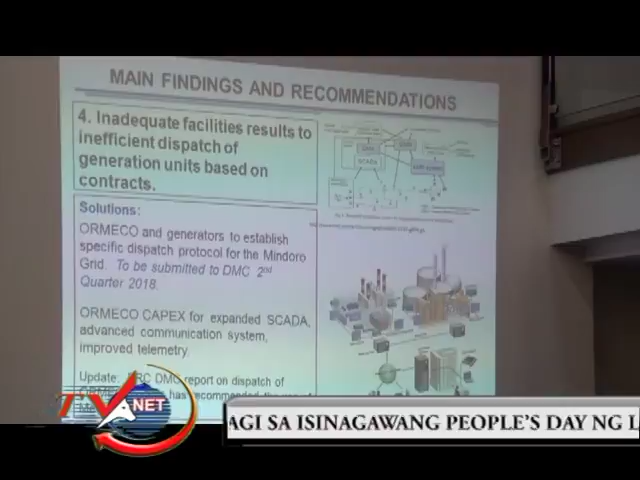 MAIN FINDINGS AND RECOMMENDATIONS
4. Inadequate facilities results to
inefficient dispatch of
generation units based on
contracts.
Solutions:
ORMECO and generators to establish
specific dispatch protocol for the Mindoro
Grid. To be submitted to DMC 2nd
Quarter 2018.
ORMECO CAPEX for expanded SCADA,
advanced communication system,
improved telemetry
Update: DMC report on dispatch of
has recommended
SCADA
TV
NET
AGI SA ISINAGAWANG PEOPLE'S DAY NG L